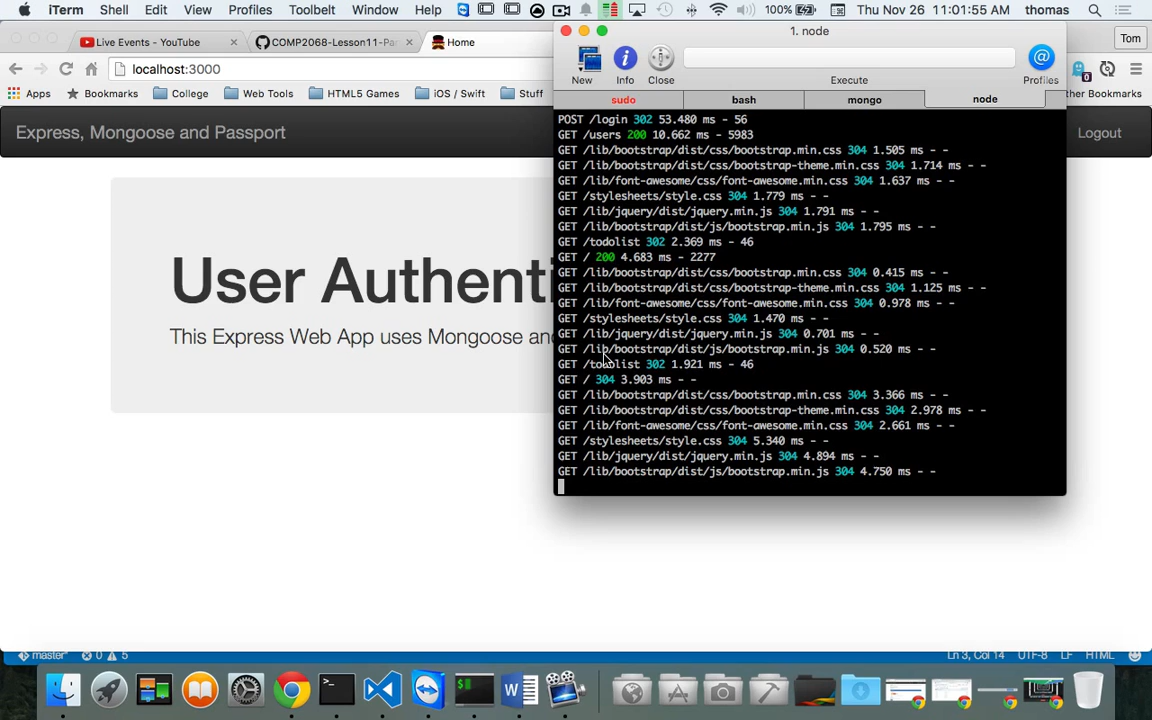 iTerm Shell Edit View Profiles Toolbelt Window Help 100% Thu Nov 26 11:01:55 AM thomas
Live Events - YouTube × COMP2068-Lesson11-Par × Home Tom
localhost:3000
Apps Bookmarks College Web Tools HTML5 Games iOS / Swift Stuff ther Bookmarks
Express, Mongoose and Passport Logout
User Authenti
This Express Web App uses Mongoose an
1. node
New Info Close Execute Profiles
sudo bash mongo node
POST /login 302 53.480 ms - 56
GET /users 200 10.662 ms - 5983
GET /lib/bootstrap/dist/css/bootstrap.min.css 304 1.505 ms - -
GET /lib/bootstrap/dist/css/bootstrap-theme.min.css 304 1.714 ms - -
GET /lib/font-awesome/css/font-awesome.min.css 304 1.637 ms - -
GET /stylesheets/style.css 304 1.779 ms - -
GET /lib/jquery/dist/jquery.min.js 304 1.791 ms - -
GET /lib/bootstrap/dist/js/bootstrap.min.js 304 1.795 ms - -
GET /todolist 302 2.369 ms - 46
GET / 200 4.683 ms - 2277
GET /lib/bootstrap/dist/css/bootstrap.min.css 304 0.415 ms - -
GET /lib/bootstrap/dist/css/bootstrap-theme.min.css 304 1.125 ms - -
GET /lib/font-awesome/css/font-awesome.min.css 304 0.978 ms - -
GET /stylesheets/style.css 304 1.470 ms - -
GET /lib/jquery/dist/jquery.min.js 304 0.701 ms - -
GET /lib/bootstrap/dist/js/bootstrap.min.js 304 0.520 ms - -
GET /todolist 302 1.921 ms - 46
GET / 304 3.903 ms - -
GET /lib/bootstrap/dist/css/bootstrap.min.css 304 3.366 ms - -
GET /lib/bootstrap/dist/css/bootstrap-theme.min.css 304 2.978 ms - -
GET /lib/font-awesome/css/font-awesome.min.css 304 2.661 ms - -
GET /stylesheets/style.css 304 5.340 ms - -
GET /lib/jquery/dist/jquery.min.js 304 4.894 ms - -
GET /lib/bootstrap/dist/js/bootstrap.min.js 304 4.750 ms - -
master* 0 5 Ln 3, Col 14 UTF-8 LF HTML